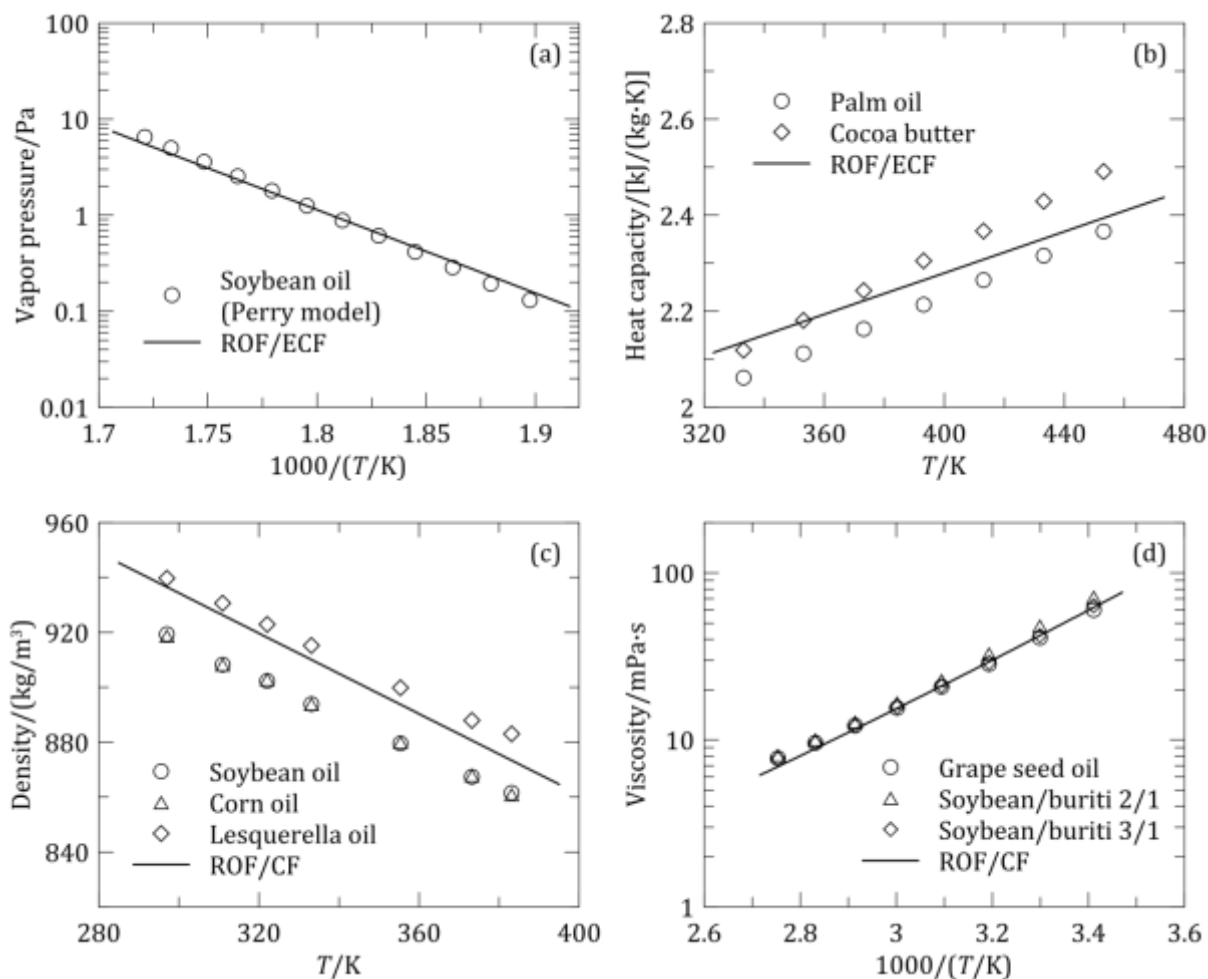 (a)
100
10
1
0.1
0.01
Vapor pressure/Pa
Soybean oil
(Perry model)
ROF/ECF
1.7
1.75
1.8
1.85
1.9
1000/(T/K)
(b)
2.8
2.6
2.4
2.2
2
Heat capacity/[kJ/(kg·K)]
Palm oil
Cocoa butter
ROF/ECF
320
360
400
440
480
T/K
(c)
960
920
880
840
Density/(kg/m³)
Soybean oil
Corn oil
Lesquerella oil
ROF/CF
280
320
360
400
T/K
(d)
100
10
1
Viscosity/mPa·s
Grape seed oil
Soybean/buriti 2/1
Soybean/buriti 3/1
ROF/CF
2.6
2.8
3
3.2
3.4
3.6
1000/(T/K)